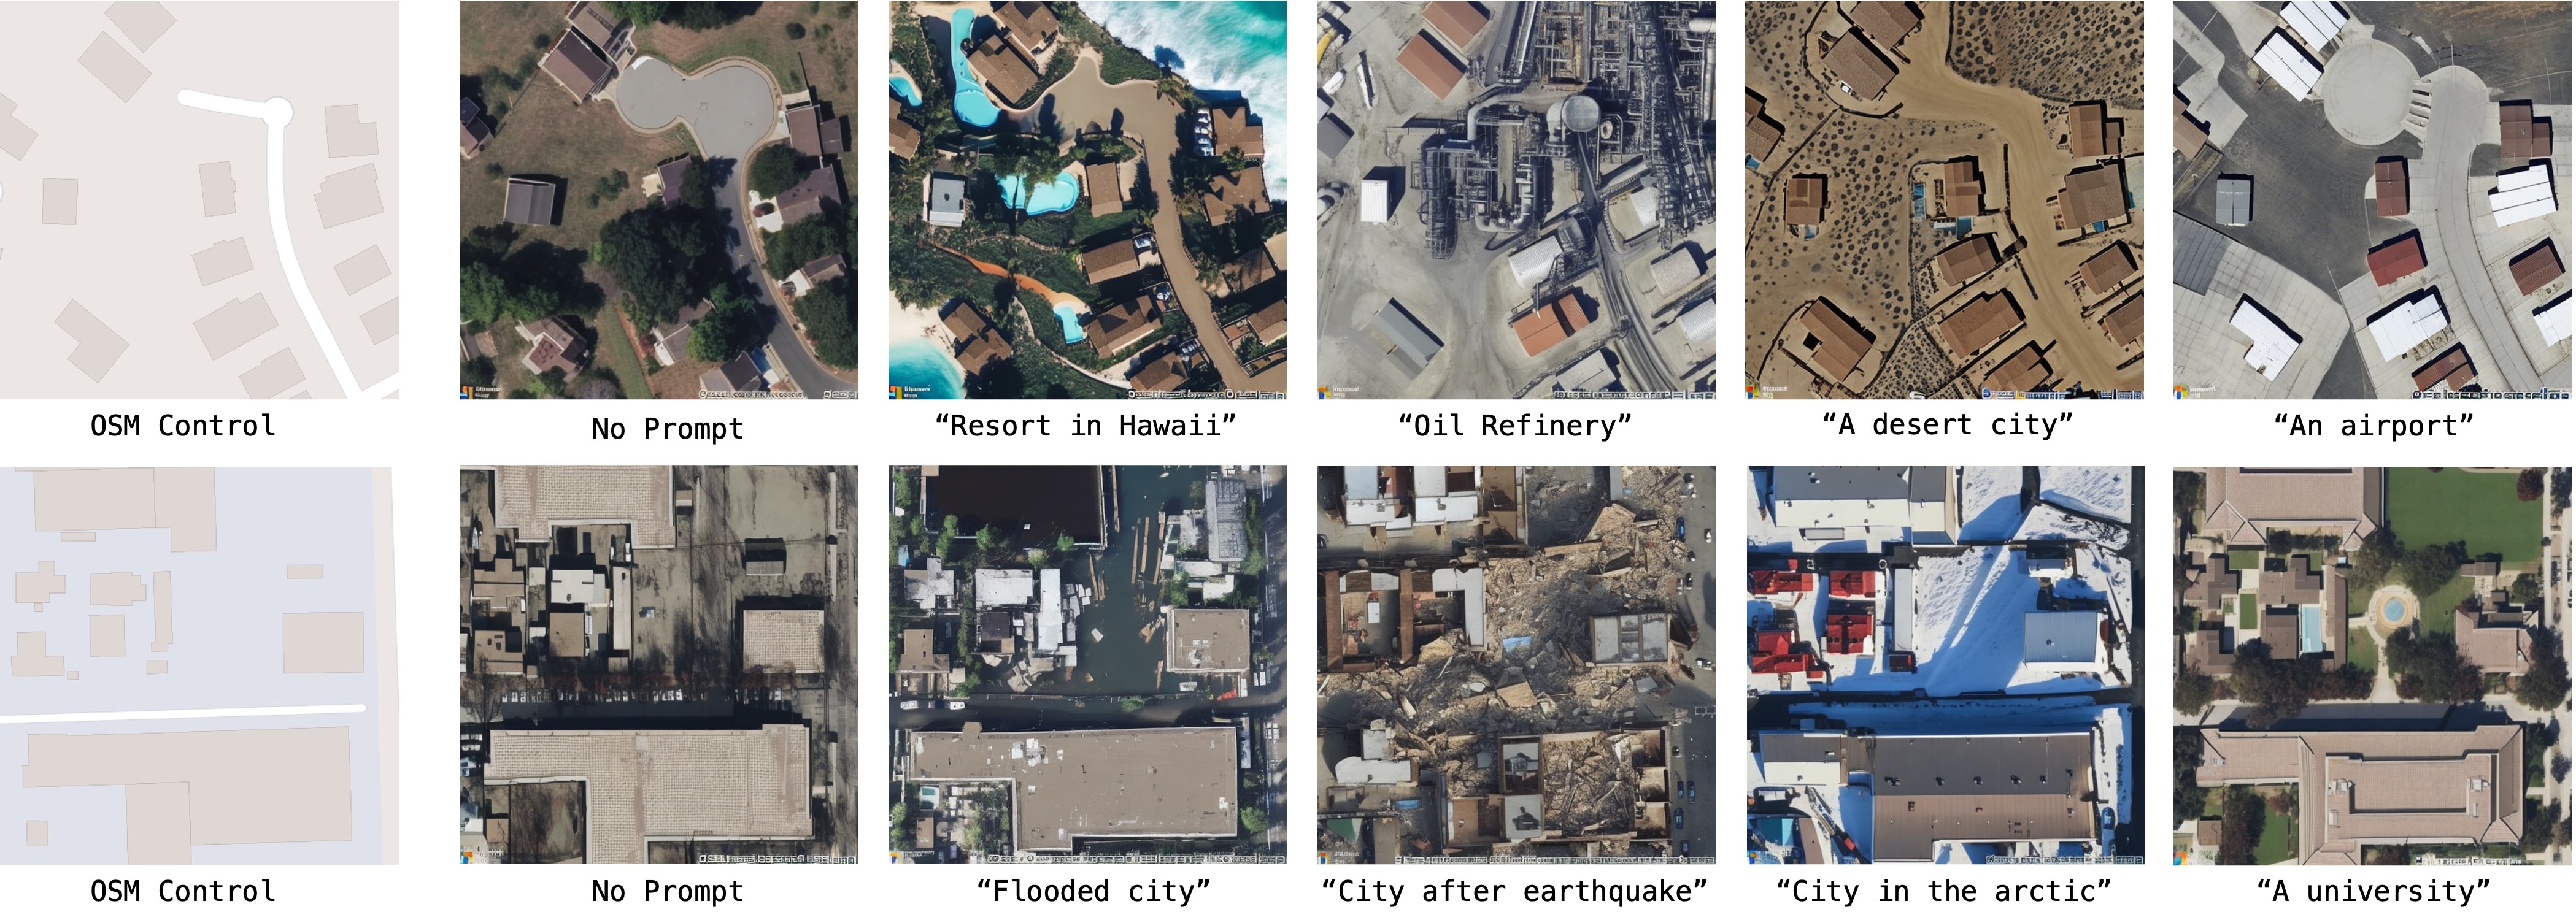 OSM Control
No Prompt
“Resort in Hawaii”
“Oil Refinery”
“A desert city”
“An airport”
OSM Control
No Prompt
“Flooded city”
“City after earthquake”
“City in the arctic”
“A university”